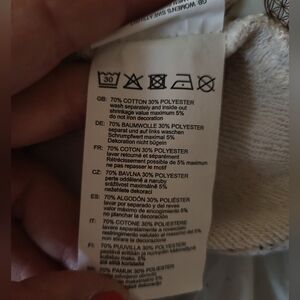 GB WOMEN'S SWEATSHIRT
30
GB: 70% COTTON 30% POLYESTER
wash separately and inside out
shrinkage value maximum 5%
do not iron decoration
DE: 70% BAUMWOLLE 30% POLYESTER
separat und auf links waschen
Schrumpfwert maximal 5%
Dekoration nicht bügeln
FR: 70% COTON 30% POLYESTER
laver séparément et à l'envers
Rétrécissement possible de 5% maximum
ne pas repasser le motif
CZ: 70% BAVLNA 30% POLYESTER
perte odděleně a naruby
srážlivost maximálně 5%
nežehlete dekoraci
ES: 70% ALGODÓN 30% POLIÉSTER
lavar por separado y del revés
valor máximo de encogimiento 5%
no planchar la decoración
IT: 70% COTONE 30% POLIESTERE
lavare separatamente a rovescio
restringimento massimo 5%
non stirare la decorazione
FI: 70% PUUVILLA 30% POLYESTERI
70% PAMUK 30% POLYESTER